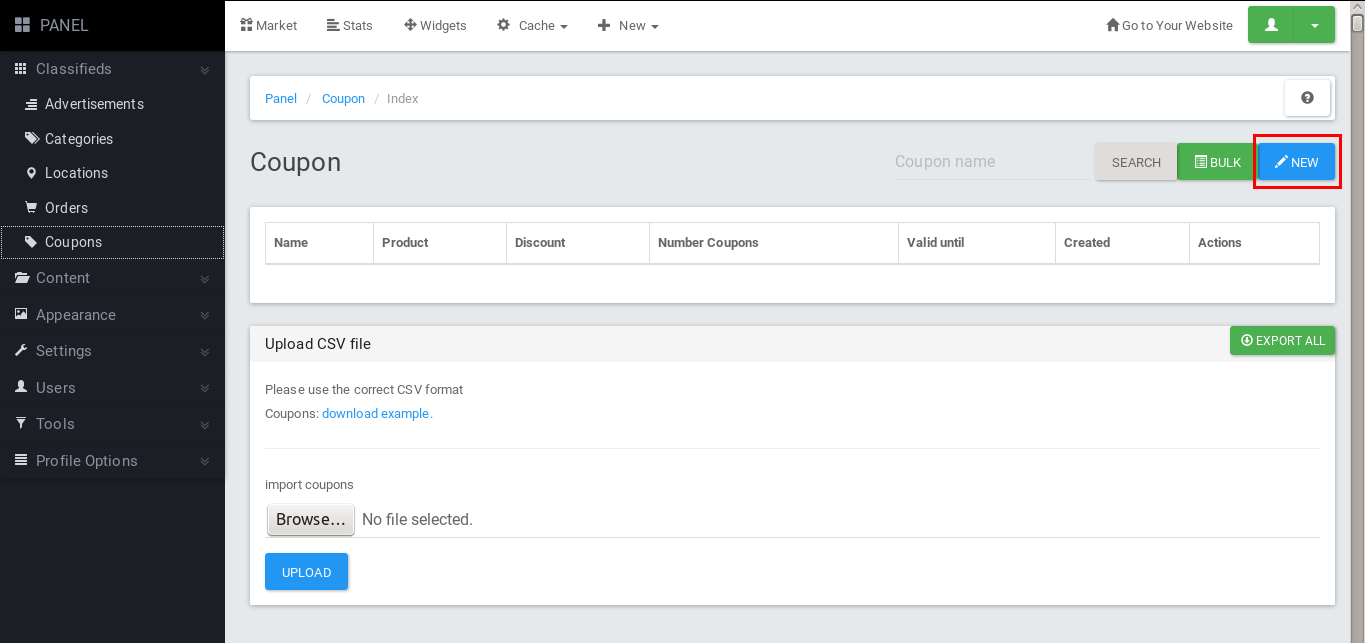 PANEL
Market Stats Widgets Cache New Go to Your Website
Classifieds
Advertisements
Categories
Locations
Orders
Coupons
Content
Appearance
Settings
Users
Tools
Profile Options
Panel / Coupon / Index
Coupon
Coupon name SEARCH BULK NEW
Name Product Discount Number Coupons Valid until Created Actions
Upload CSV file
EXPORT ALL
Please use the correct CSV format
Coupons: download example.
import coupons
Browse... No file selected.
UPLOAD